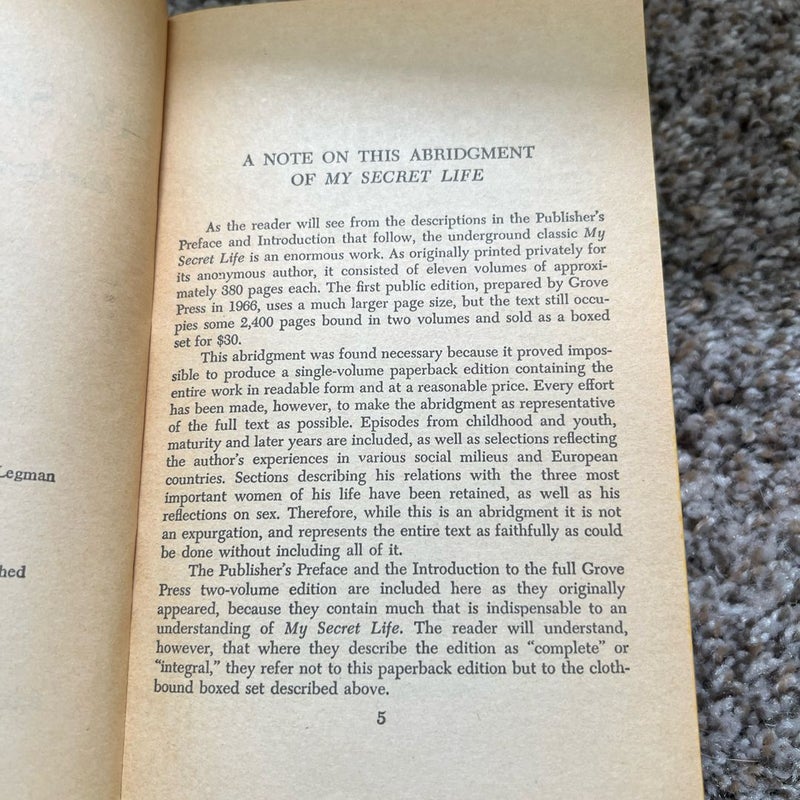 Legman
hed
A NOTE ON THIS ABRIDGMENT
OF MY SECRET LIFE
As the reader will see from the descriptions in the Publisher's
Preface and Introduction that follow, the underground classic My
Secret Life is an enormous work. As originally printed privately for
its anonymous author, it consisted of eleven volumes of approxi-
mately 380 pages each. The first public edition, prepared by Grove
Press in 1966, uses a much larger page size, but the text still occu-
pies some 2,400 pages bound in two volumes and sold as a boxed
set for $30.
This abridgment was found necessary because it proved impos-
sible to produce a single-volume paperback edition containing the
entire work in readable form and at a reasonable price. Every effort
has been made, however, to make the abridgment as representative
of the full text as possible. Episodes from childhood and youth,
maturity and later years are included, as well as selections reflecting
the author's experiences in various social milieus and European
countries. Sections describing his relations with the three most
important women of his life have been retained, as well as his
reflections on sex. Therefore, while this is an abridgment it is not
an expurgation, and represents the entire text as faithfully as could
be done without including all of it.
The Publisher's Preface and the Introduction to the full Grove
Press two-volume edition are included here as they originally
appeared, because they contain much that is indispensable to an
understanding of My Secret Life. The reader will understand,
however, that where they describe the edition as "complete" or
"integral," they refer not to this paperback edition but to the cloth-
bound boxed set described above.
5